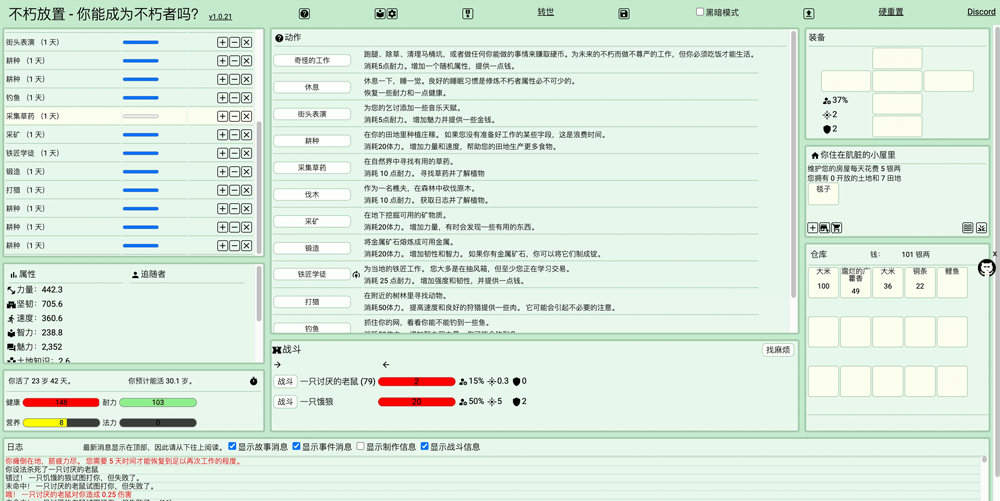 不朽放置 - 你能成为不朽者吗？ v1.0.21 转世 黑暗模式 硬重置 Discord
街头表演 （1 天）
耕种 （1 天）
耕种 （1 天）
钓鱼 （1 天）
采集草药 （1 天）
采矿 （1 天）
铁匠学徒 （1 天）
锻造 （1 天）
打猎 （1 天）
耕种 （1 天）
耕种 （1 天）
耕种 （1 天）
属性 追随者
力量： 442.3
坚韧： 705.6
速度： 360.6
智力： 238.8
魅力： 2,352
土地知识： 2.6
你活了 23 岁 42 天。 你预计能活 30.1 岁。
健康 148 耐力 103
营养 8 法力 0
动作
奇怪的工作
跑腿、除草、清理马桶坑，或者做任何你能做的事情来赚取硬币。为未来的不朽而做不尊严的工作，但你必须吃饭才能生活。
消耗5点耐力。增加一个随机属性，提供一点钱。
休息
休息一下，睡一觉。良好的睡眠习惯是修炼不朽者属性必不可少的。
恢复一些耐力和一点健康。
街头表演
为您的乞讨添加一些音乐天赋。
消耗5点耐力。 增加魅力并提供一些金钱。
耕种
在你的田地里种植庄稼。 如果您没有准备好工作的某些字段，这是浪费时间。
消耗20体力。 增加力量和速度，帮助您的田地生产更多食物。
采集草药
在自然界中寻找有用的草药。
消耗 10 点耐力。 寻找草药并了解植物
伐木
作为一名樵夫，在森林中砍伐原木。
消耗 10 点耐力。 获取日志并了解植物。
采矿
在地下挖掘可用的矿物质。
消耗20体力。 增加力量，有时会发现一些有用的东西。
锻造
将金属矿石熔炼成可用金属。
消耗20体力。 增加韧性和智力。 如果你有金属矿石，你可以将它们制成锭。
铁匠学徒
为当地的铁匠工作。 您大多是在抽风箱，但至少您正在学习交易。
消耗 25 点耐力。 增加强度和韧性，并提供一点钱。
打猎
在附近的树林里寻找动物。
消耗50体力。 提高速度和良好的狩猎提供一些肉。 它可能会引起不必要的注意。
钓鱼
抓住你的网，看看你能不能钓到一些鱼。
战斗 找麻烦
战斗 一只讨厌的老鼠 (79) 2 15% 0.3 0
战斗 一只饿狼 20 50% 5 2
装备
37%
2
2
你住在肮脏的小屋里
维护您的房屋每天花费 5 银两
您拥有 0 开放的土地和 7 田地
毯子
仓库 钱： 101 银两
x
大米 100
腐烂的广藿香 49
大米 36
铜条 22
鲤鱼
日志 最新消息显示在顶部，因此请从下往上阅读。 显示故事消息 显示事件消息 显示制作信息 显示战斗信息
你瘫倒在地，筋疲力尽。 您需要 5 天时间才能恢复到足以再次工作的程度。
你设法杀死了一只讨厌的老鼠
错过！ 一只饥饿的狼试图打你，但失败了。
未命中！ 一只讨厌的老鼠试图打你，但失败了。
哦！ 一只讨厌的老鼠对你造成 0.25 伤害